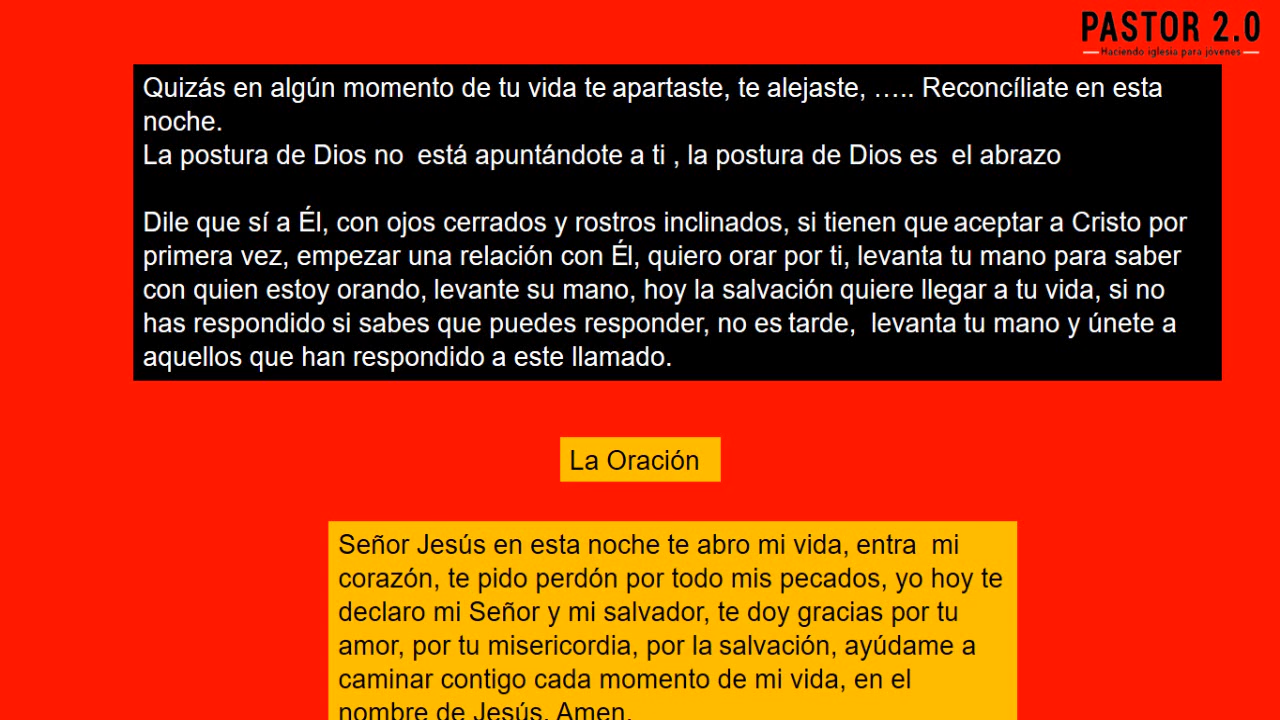 PASTOR 2.0
Haciendo iglesia para jovenes
Quizás en algún momento de tu vida te apartaste, te alejaste, ….. Reconcíliate en esta
noche.
La postura de Dios no  está apuntándote a ti , la postura de Dios es  el abrazo
Dile que sí a Él, con ojos cerrados y rostros inclinados, si tienen que aceptar a Cristo por
primera vez, empezar una relación con Él, quiero orar por ti, levanta tu mano para saber
con quien estoy orando, levante su mano, hoy la salvación quiere llegar a tu vida, si no
has respondido si sabes que puedes responder, no es tarde,  levanta tu mano y únete a
aquellos que han respondido a este llamado.
La Oración
Señor Jesús en esta noche te abro mi vida, entra  mi
corazón, te pido perdón por todo mis pecados, yo hoy te
declaro mi Señor y mi salvador, te doy gracias por tu
amor, por tu misericordia, por la salvación, ayúdame a
caminar contigo cada momento de mi vida, en el
nombre de Jesús. Amen.